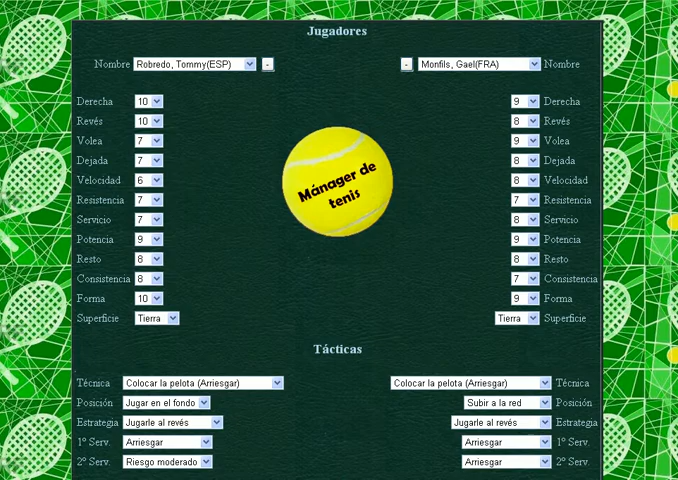 Jugadores
Nombre Robredo, Tommy(ESP) - - Monfils, Gael(FRA) Nombre
Derecha 10 9 Derecha
Revés 10 8 Revés
Volea 7 9 Volea
Dejada 7 8 Dejada
Velocidad 6 8 Velocidad
Resistencia 7 7 Resistencia
Servicio 7 8 Servicio
Potencia 9 9 Potencia
Resto 8 8 Resto
Consistencia 8 7 Consistencia
Forma 10 9 Forma
Superficie Tierra Tierra Superficie
Mánager de
tenis
Tácticas
Técnica Colocar la pelota (Arriesgar) Colocar la pelota (Arriesgar) Técnica
Posición Jugar en el fondo Subir a la red Posición
Estrategia Jugarle al revés Jugarle al revés Estrategia
1º Serv. Arriesgar Arriesgar 1º Serv.
2º Serv. Riesgo moderado Arriesgar 2º Serv.